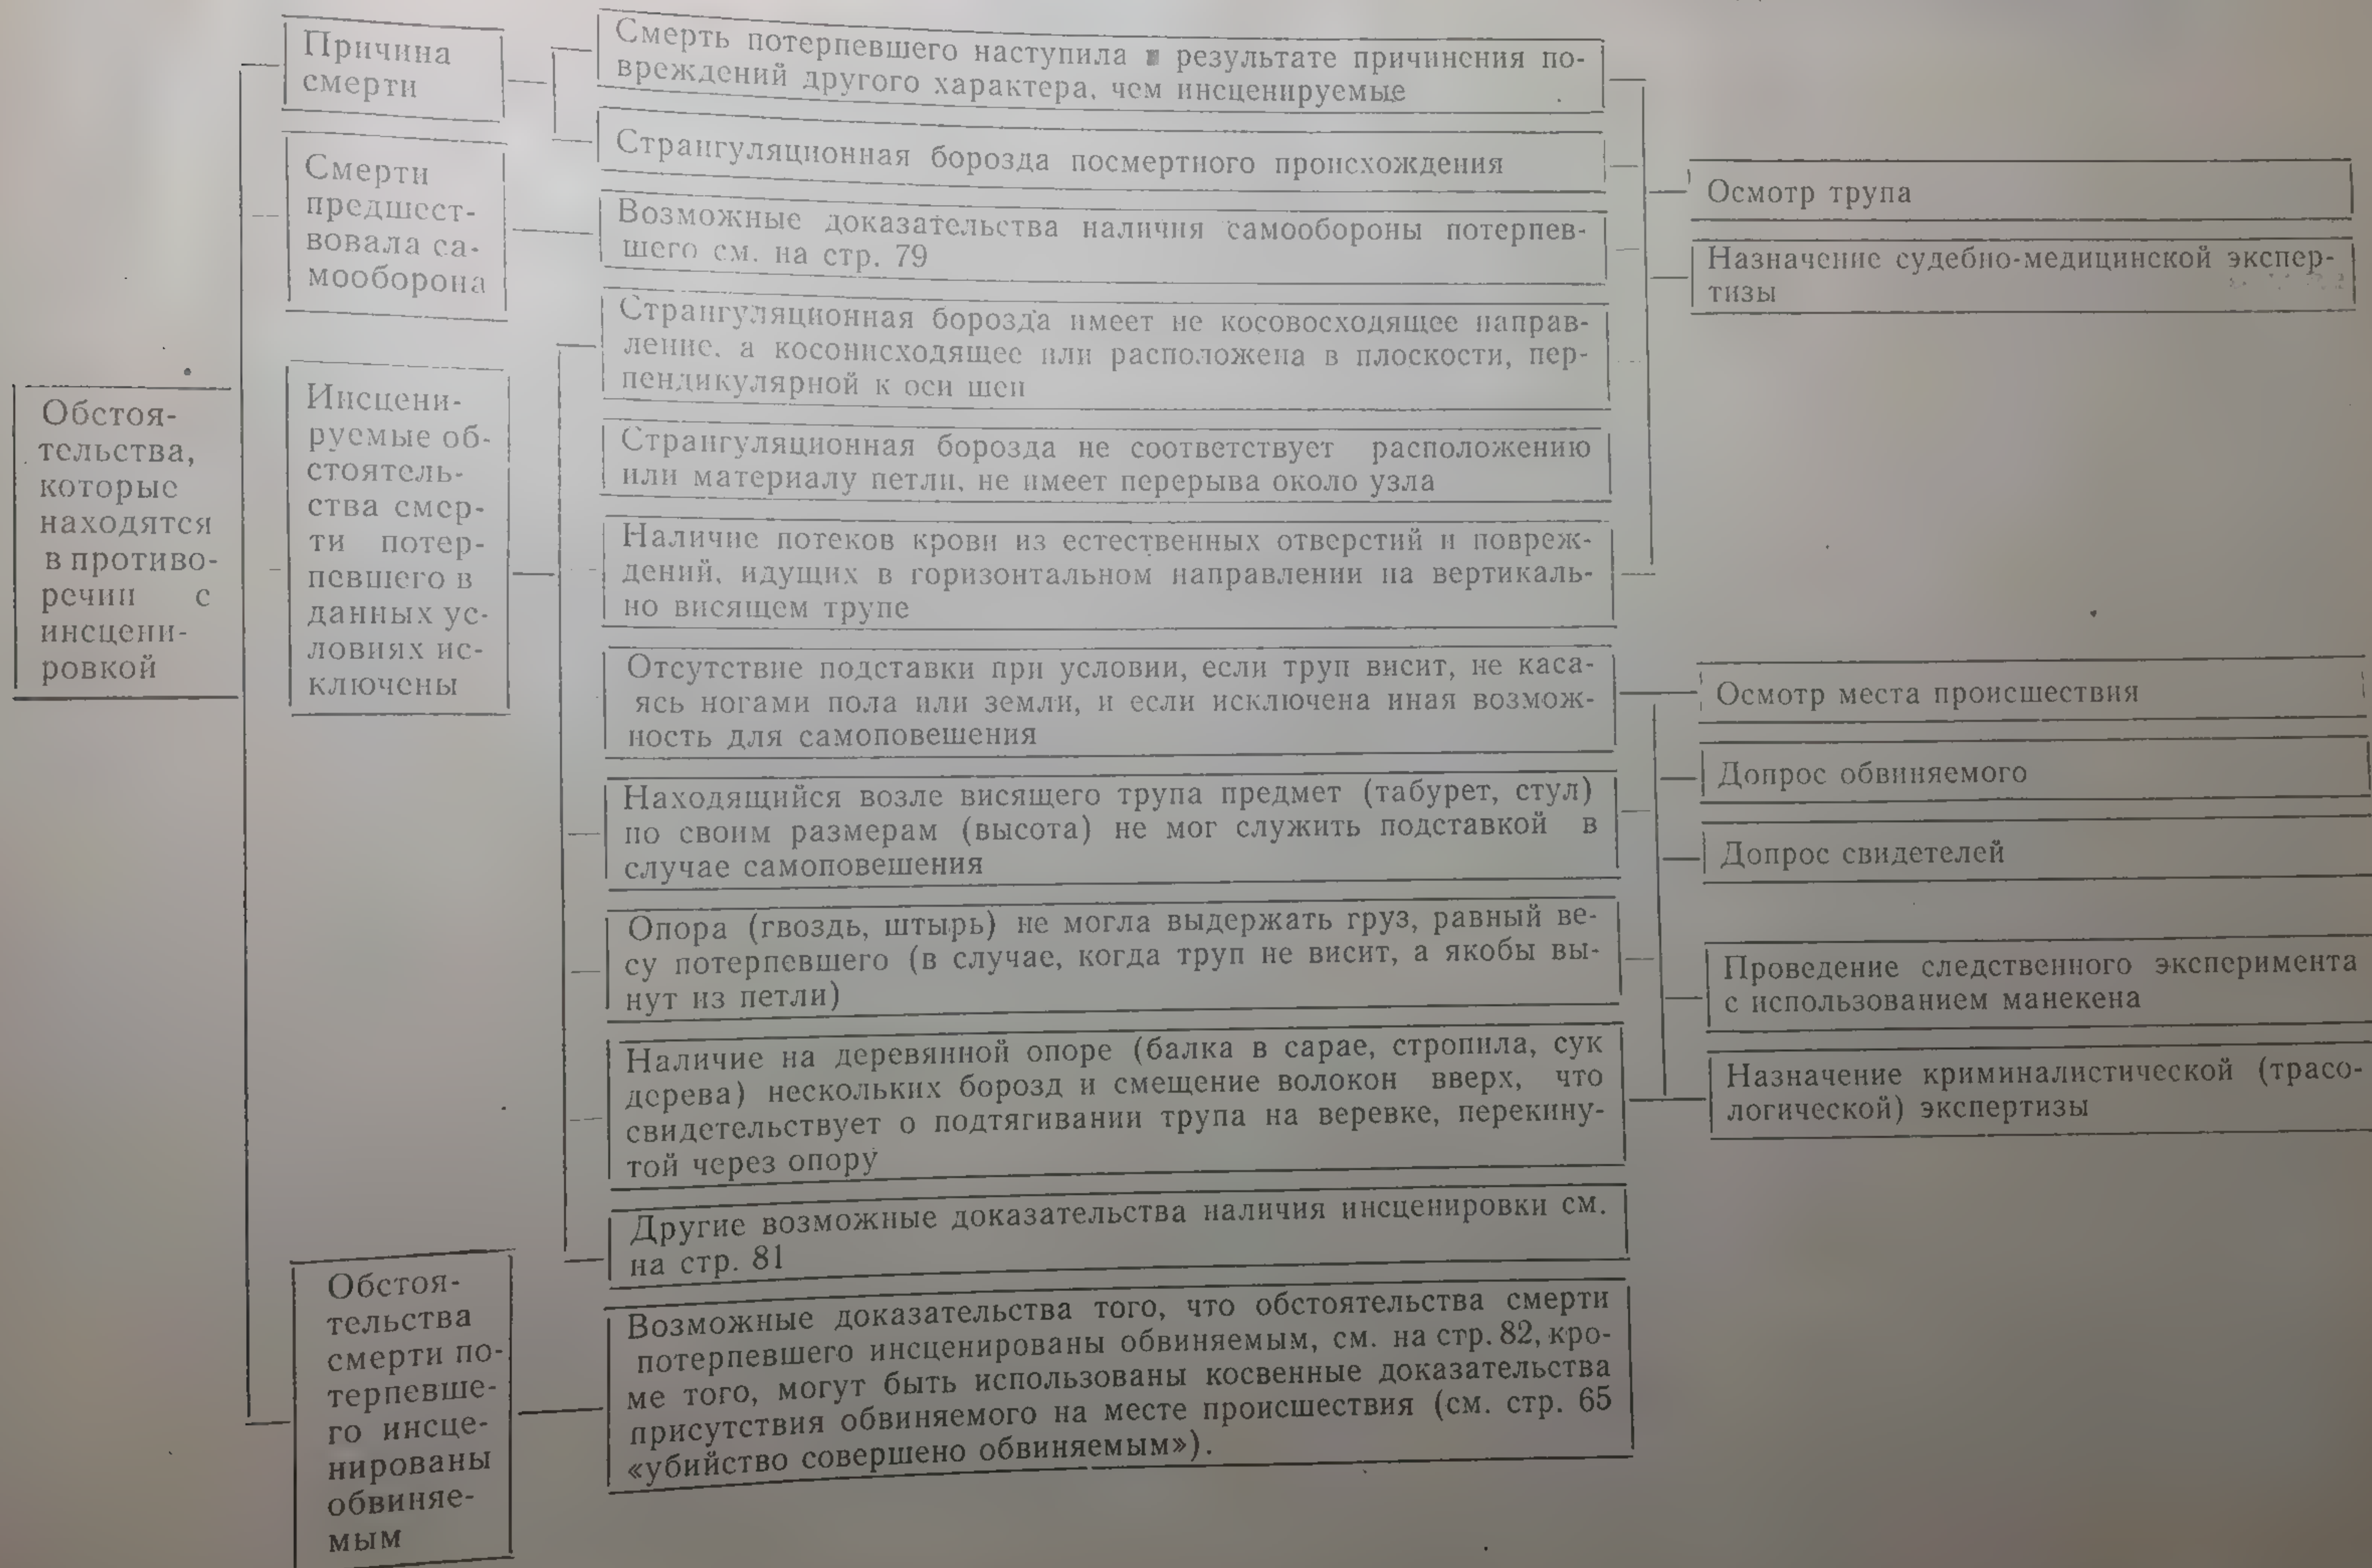 Обстоя-
тельства,
которые
находятся
в противо-
речии с
инсцени-
ровкой
Причина
смерти
Смерти
предшест-
вовала са-
мооборона
Инсцени-
руемые об-
стоятель-
ства смер-
ти потер-
певшего в
данных ус-
ловиях ис-
ключены
Обстоя-
тельства
смерти по-
терпевше-
го инсце-
нированы
обвиняе-
мым
Смерть потерпевшего наступила в результате причинения по-
вреждений другого характера, чем инсценируемые
Странгуляционная борозда посмертного происхождения
Возможные доказательства наличия самообороны потерпев-
шего см. на стр. 79
Странгуляционная борозда имеет не косовосходящее направ-
ление, а косонисходящее или расположена в плоскости, пер-
пендикулярной к оси шеи
Странгуляционная борозда не соответствует расположению
или материалу петли, не имеет перерыва около узла
Наличие потеков крови из естественных отверстий и повреж-
дений, идущих в горизонтальном направлении на вертикаль-
но висящем трупе
Отсутствие подставки при условии, если труп висит, не каса-
ясь ногами пола или земли, и если исключена иная возмож-
ность для самоповешения
Находящийся возле висящего трупа предмет (табурет, стул)
по своим размерам (высота) не мог служить подставкой в
случае самоповешения
Опора (гвоздь, штырь) не могла выдержать груз, равный ве-
су потерпевшего (в случае, когда труп не висит, а якобы вы-
нут из петли)
Наличие на деревянной опоре (балка в сарае, стропила, сук
дерева) нескольких борозд и смещение волокон вверх, что
свидетельствует о подтягивании трупа на веревке, перекину-
той через опору
Другие возможные доказательства наличия инсценировки см.
на стр. 81
Возможные доказательства того, что обстоятельства смерти
потерпевшего инсценированы обвиняемым, см. на стр. 82, кро-
ме того, могут быть использованы косвенные доказательства
присутствия обвиняемого на месте происшествия (см. стр. 65
«убийство совершено обвиняемым»).
Осмотр трупа
Назначение судебно-медицинской экспер-
тизы
Осмотр места происшествия
Допрос обвиняемого
Допрос свидетелей
Проведение следственного эксперимента
с использованием манекена
Назначение криминалистической (трасо-
логической) экспертизы